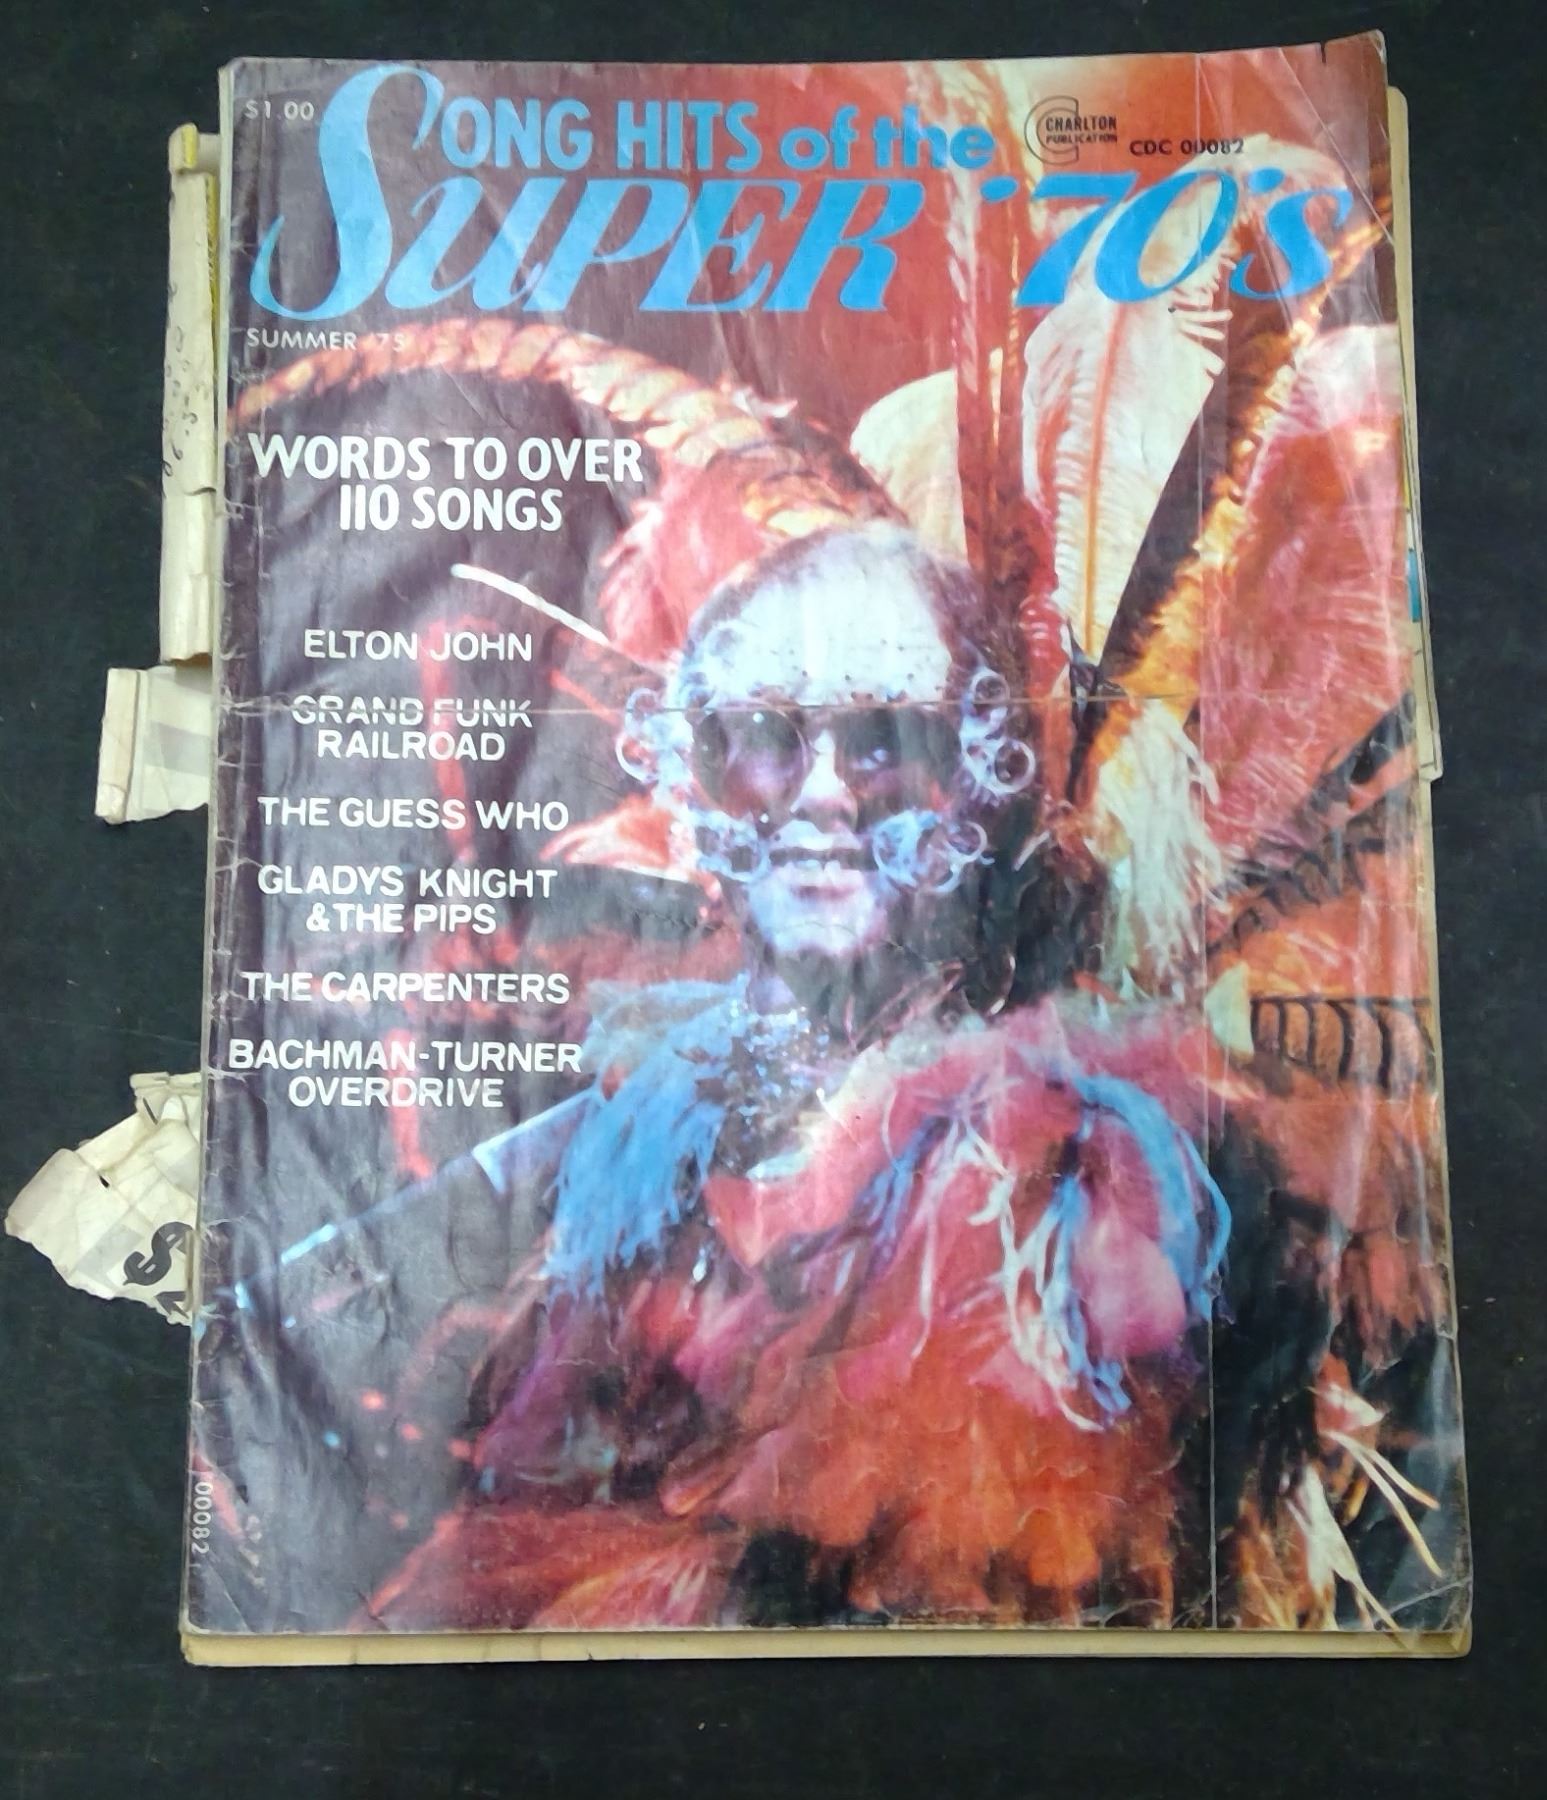 $1.00
SONG HITS of the
SUPER '70's
CHARLTON
PUBLICATION
CDC 00082
SUMMER '75
WORDS TO OVER
110 SONGS
ELTON JOHN
GRAND FUNK
RAILROAD
THE GUESS WHO
GLADYS KNIGHT
& THE PIPS
THE CARPENTERS
BACHMAN-TURNER
OVERDRIVE
00082
$